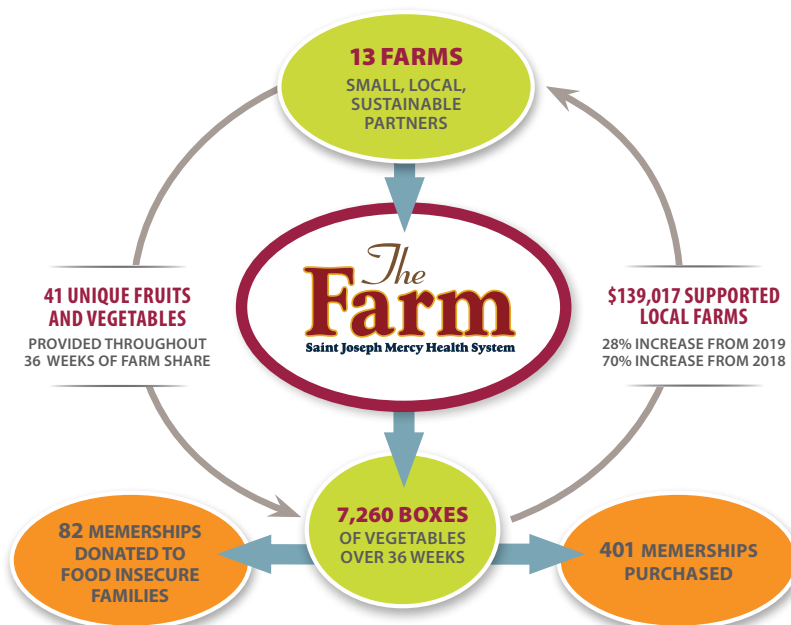 13 FARMS
SMALL, LOCAL,
SUSTAINABLE
PARTNERS
The
Farm
Saint Joseph Mercy Health System
41 UNIQUE FRUITS
AND VEGETABLES
PROVIDED THROUGHOUT
36 WEEKS OF FARM SHARE
$139,017 SUPPORTED
LOCAL FARMS
28% INCREASE FROM 2019
70% INCREASE FROM 2018
7,260 BOXES
OF VEGETABLES
OVER 36 WEEKS
82 MEMERSHIPS
DONATED TO
FOOD INSECURE
FAMILIES
401 MEMERSHIPS
PURCHASED